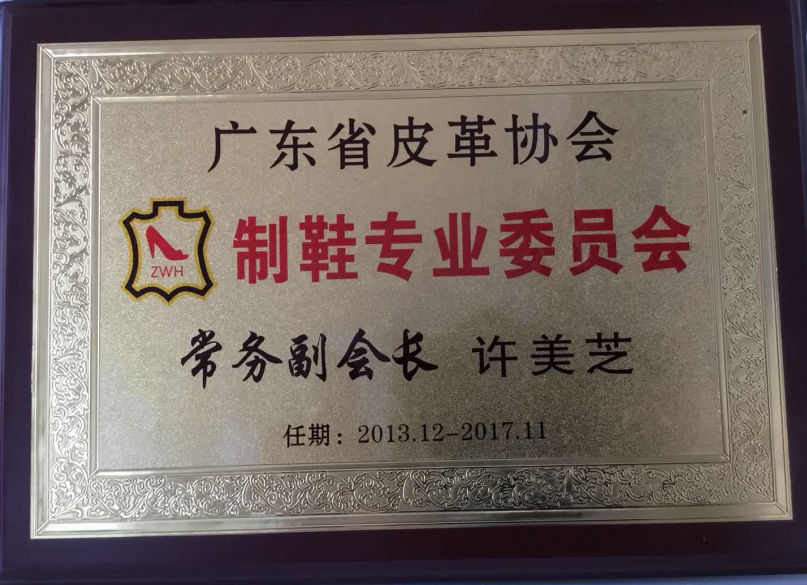 广东省皮革协会
ZWH
制鞋专业委员会
常务副会长 许美芝
任期：2013.12-2017.11